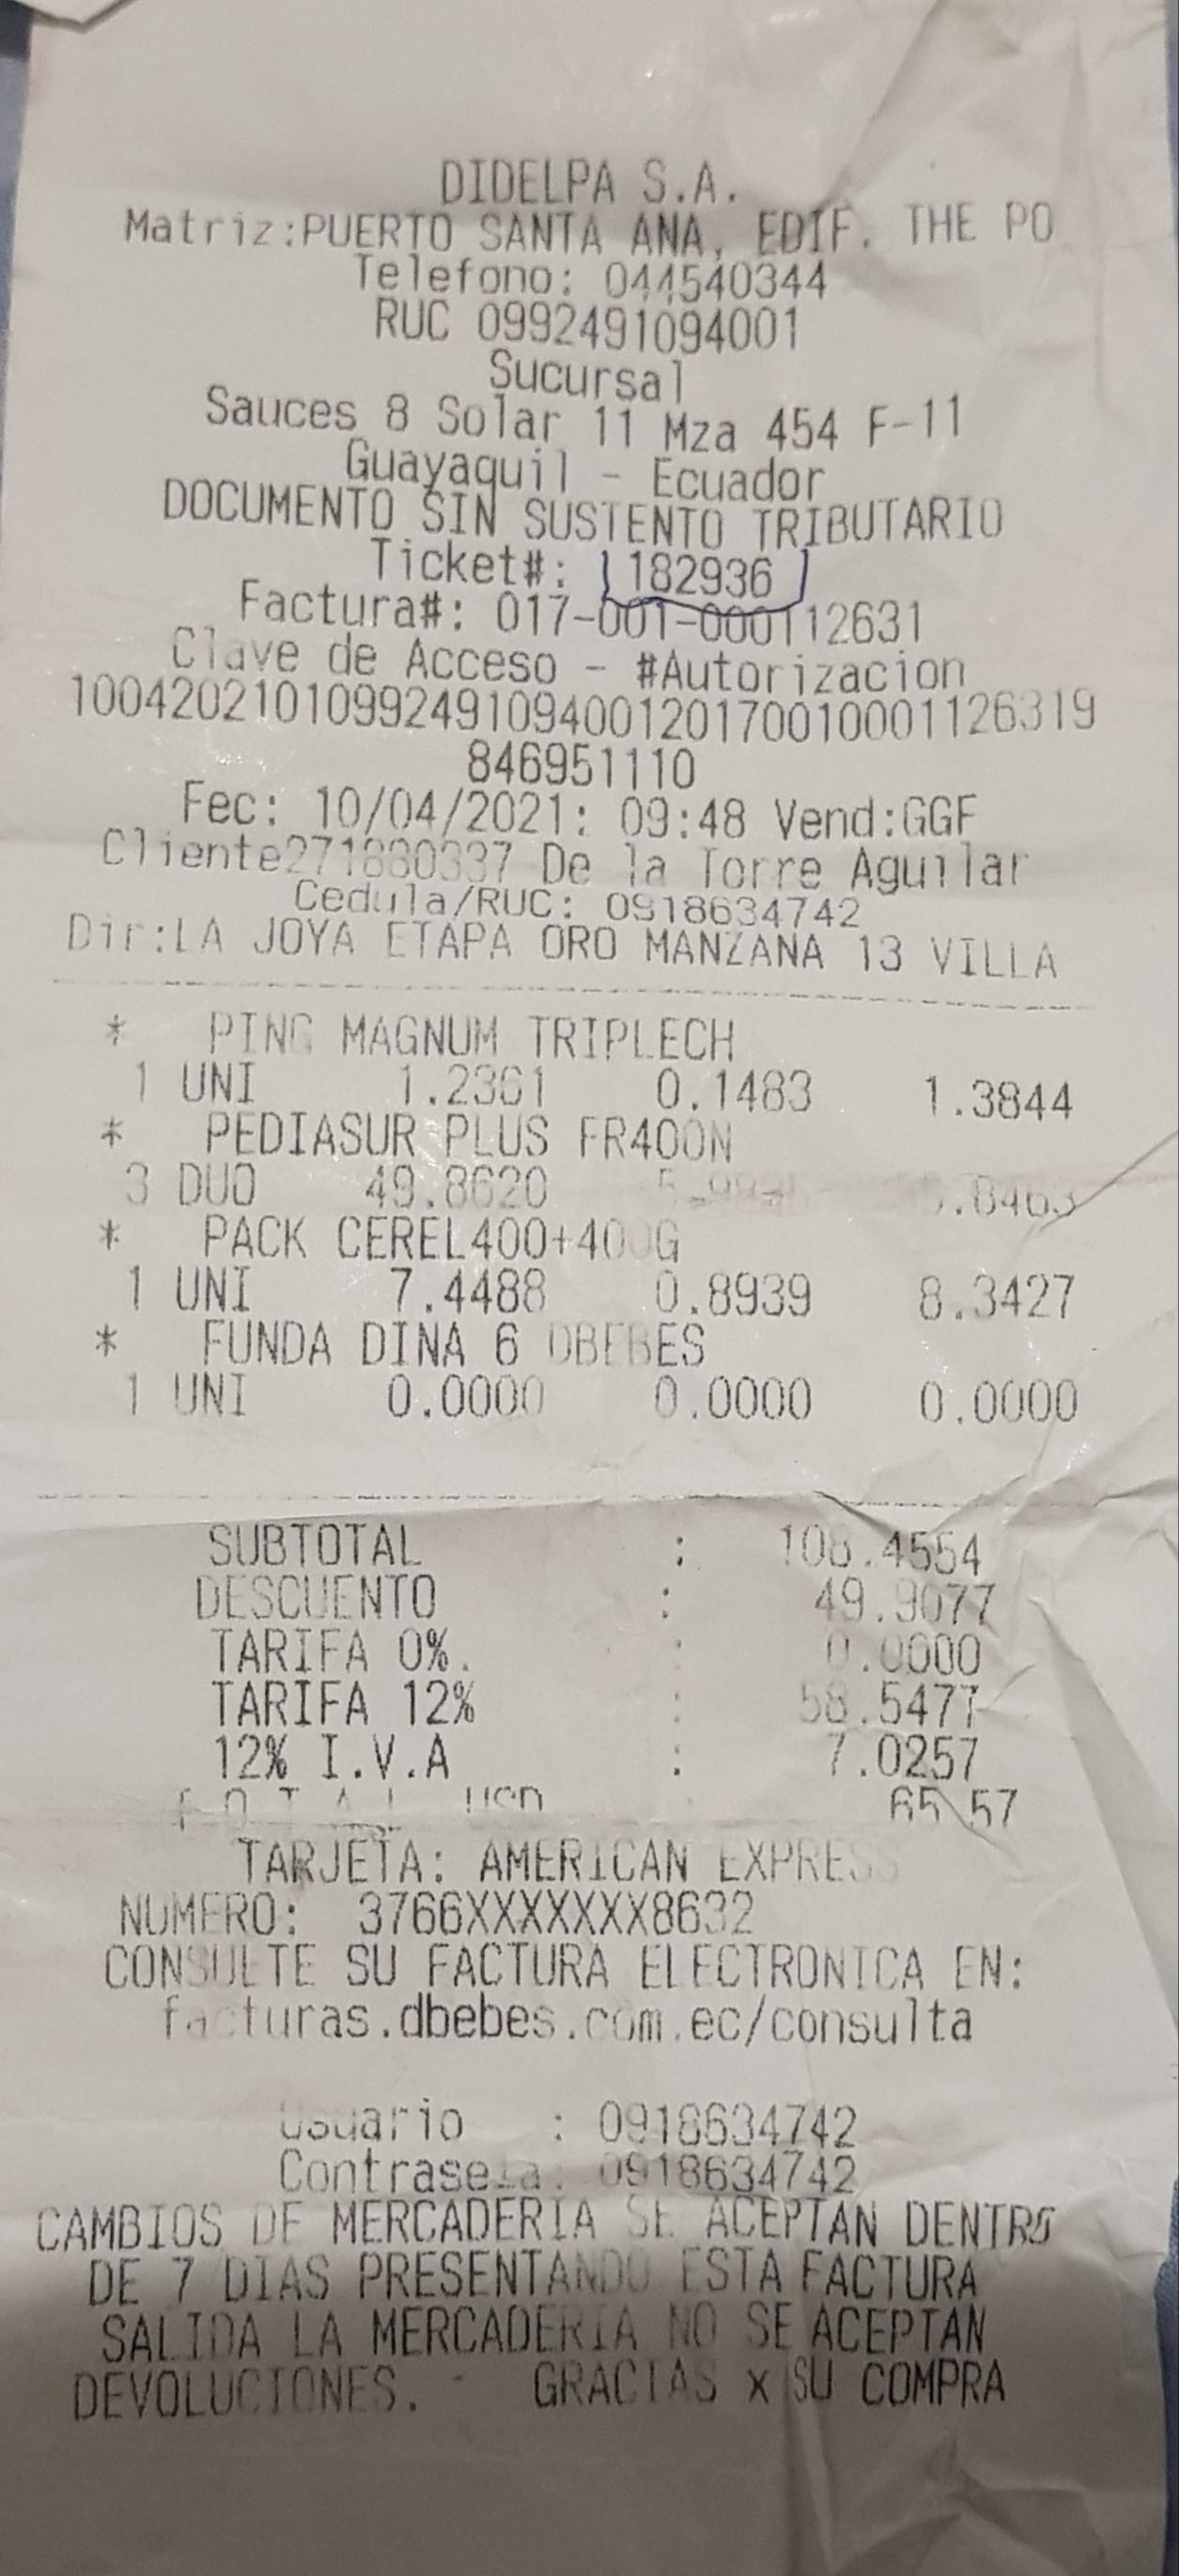 DIDELPA S.A.
Matriz:PUERTO SANTA ANA, EDIF. THE PO
Telefono: 044540344
RUC 0992491094001
Sucursal
Sauces 8 Solar 11 Mza 454 F-11
Guayaquil - Ecuador
DOCUMENTO SIN SUSTENTO TRIBUTARIO
Ticket#: 182936
Factura#: 017-001-000112631
Clave de Acceso - #Autorizacion
1004202101099249109400120170010001126319
846951110
Fec: 10/04/2021: 09:48 Vend:GGF
De la Torre Aguilar
Cedula/RUC: 0918634742
Dir:LA JOYA ETAPA ORO MANZANA 13 VILLA
* PING MAGNUM TRIPLECH
1 UNI 1.2361 0.1483 1.3844
* PEDIASUR PLUS FR400N
3 DUO 49.8620
* PACK CEREL400+400G
1 UNI 7.4488 0.8939 8.3427
* FUNDA DINA 6 DBEBES
1 UNI 0.0000 0.0000 0.0000
SUBTOTAL : 108.4554
DESCUENTO : 49.9077
TARIFA 0%. : 0.0000
TARIFA 12% : 58.5477
12% I.V.A : 7.0257
T O T A L USD 65.57
TARJETA: AMERICAN EXPRESS
NUMERO: 3766XXXXXXX8632
CONSULTE SU FACTURA ELECTRONICA EN:
facturas.dbebes.com.ec/consulta
Usuario : 0918634742
0918634742
CAMBIOS DE MERCADERIA SE ACEPTAN DENTRO
DE 7 DIAS PRESENTANDO ESTA FACTURA
SALIDA LA MERCADERIA NO SE ACEPTAN
DEVOLUCIONES. - GRACIAS x SU COMPRA